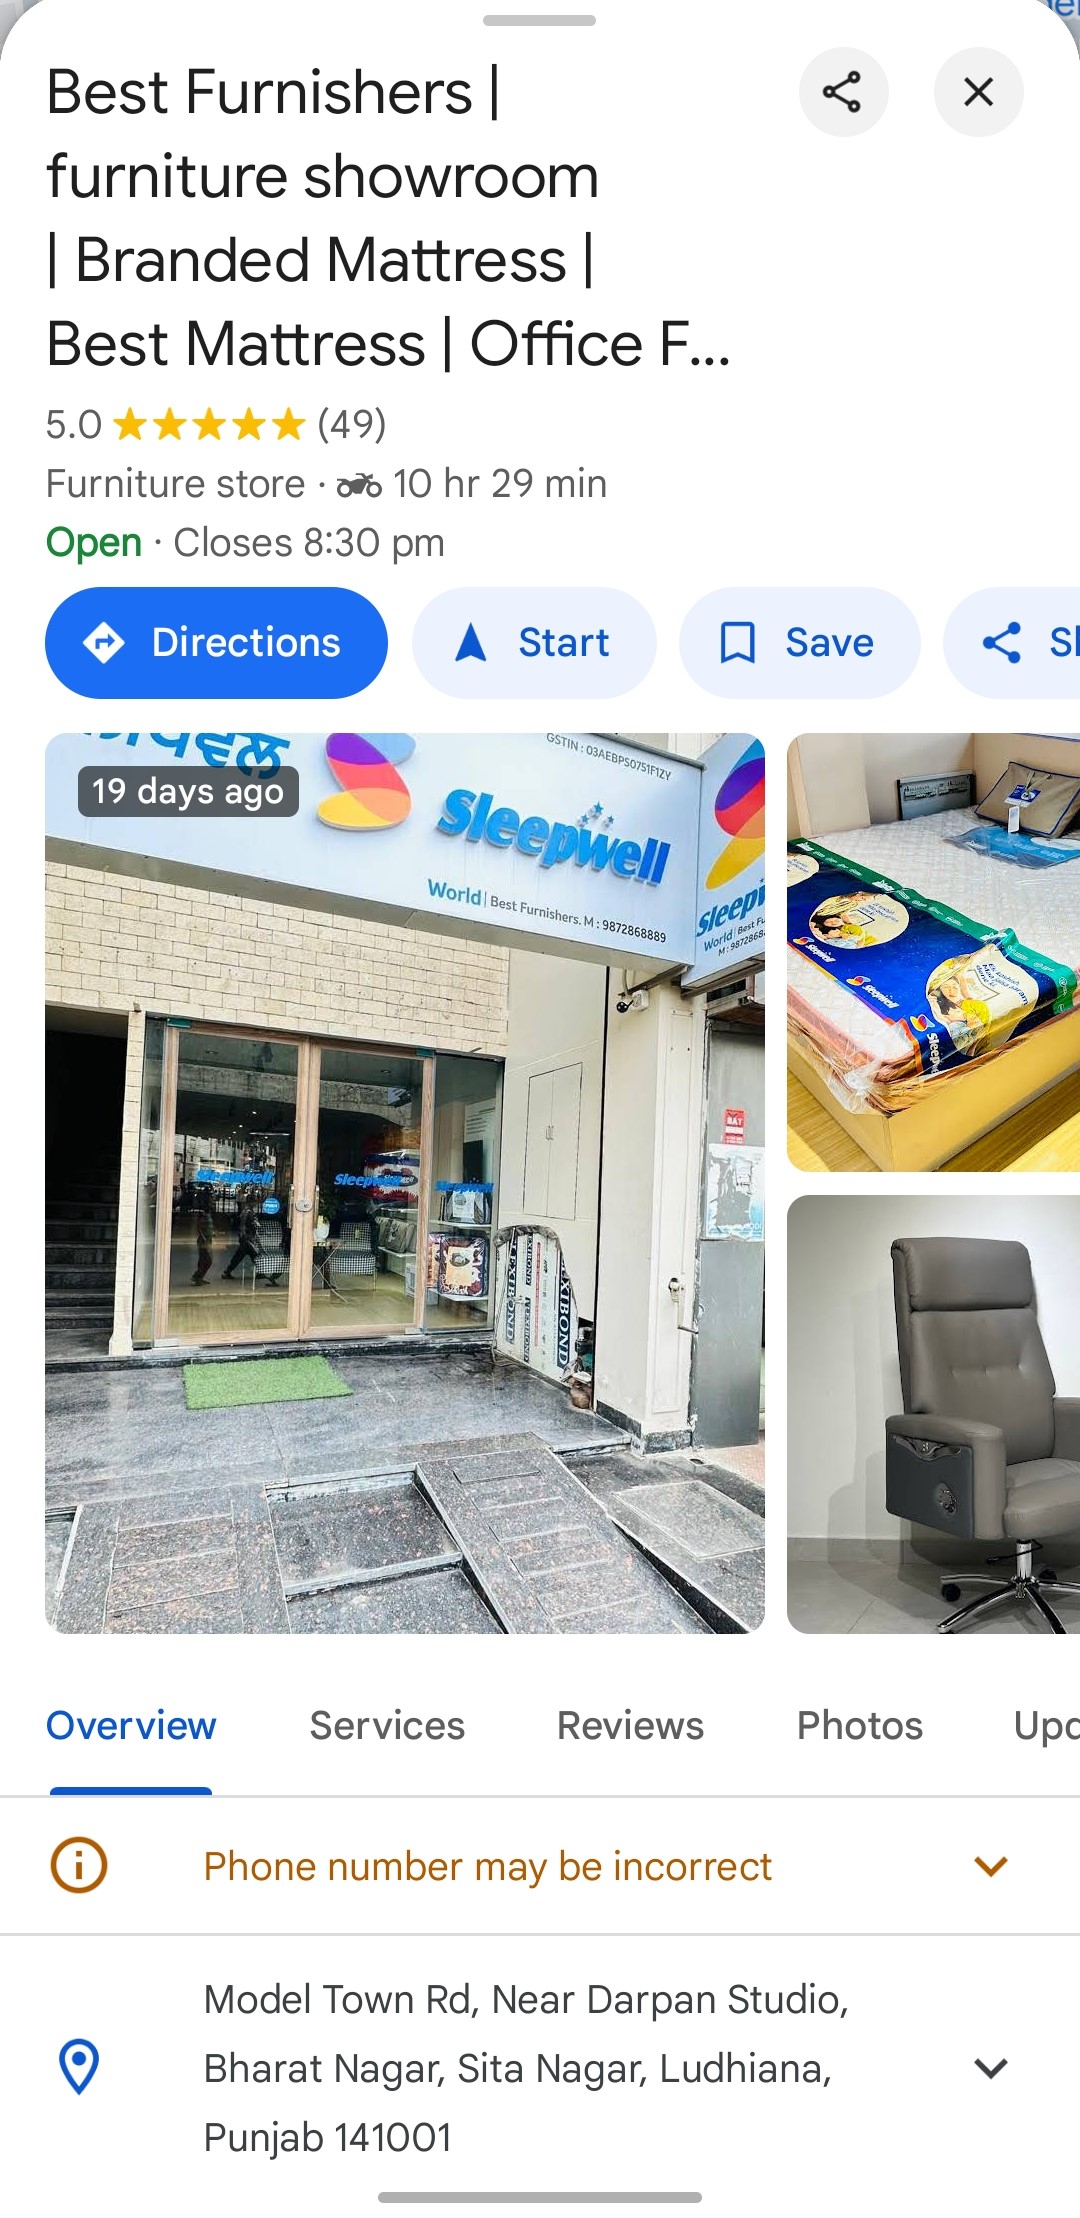 Best Furnishers |
furniture showroom
| Branded Mattress |
Best Mattress | Office F...
5.0 (49)
Furniture store · 10 hr 29 min
Open · Closes 8:30 pm
Directions
Start
Save
19 days ago
GSTIN : 03AEBPS0751F1ZY
Sleepwell
World | Best Furnishers. M : 9872868889
Sleepwell
FLEXIBOND
Sleepwell
Overview
Services
Reviews
Photos
Phone number may be incorrect
Model Town Rd, Near Darpan Studio,
Bharat Nagar, Sita Nagar, Ludhiana,
Punjab 141001